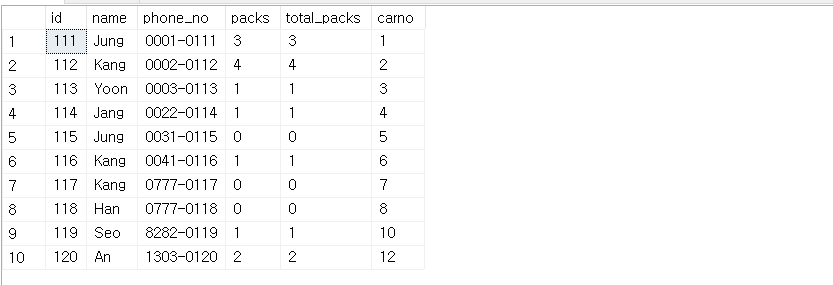 id name phone_no packs total_packs carno
1 111 Jung 0001-0111 3 3 1
2 112 Kang 0002-0112 4 4 2
3 113 Yoon 0003-0113 1 1 3
4 114 Jang 0022-0114 1 1 4
5 115 Jung 0031-0115 0 0 5
6 116 Kang 0041-0116 1 1 6
7 117 Kang 0777-0117 0 0 7
8 118 Han 0777-0118 0 0 8
9 119 Seo 8282-0119 1 1 10
10 120 An 1303-0120 2 2 12